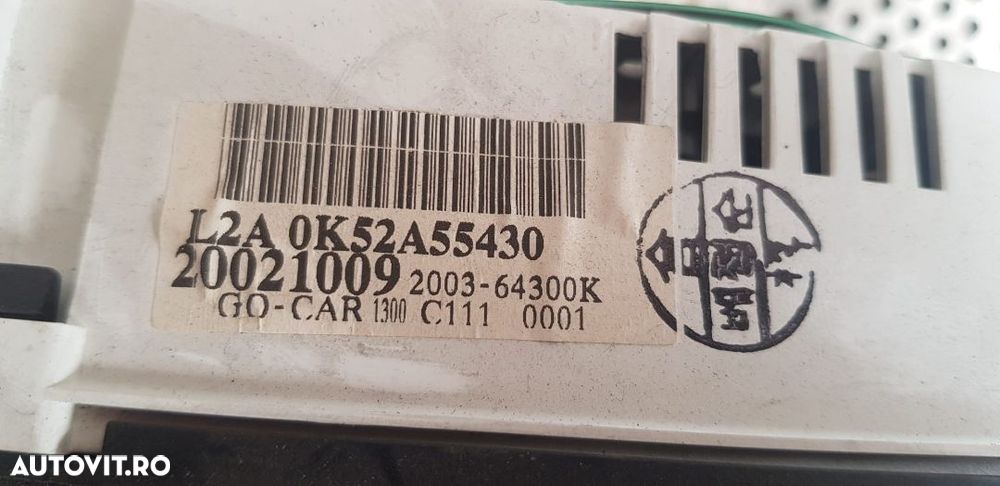 L2A 0K52A55430
20021009 2003-64300K
GO-CAR 1300 C111 0001
AUTOVIT.RO